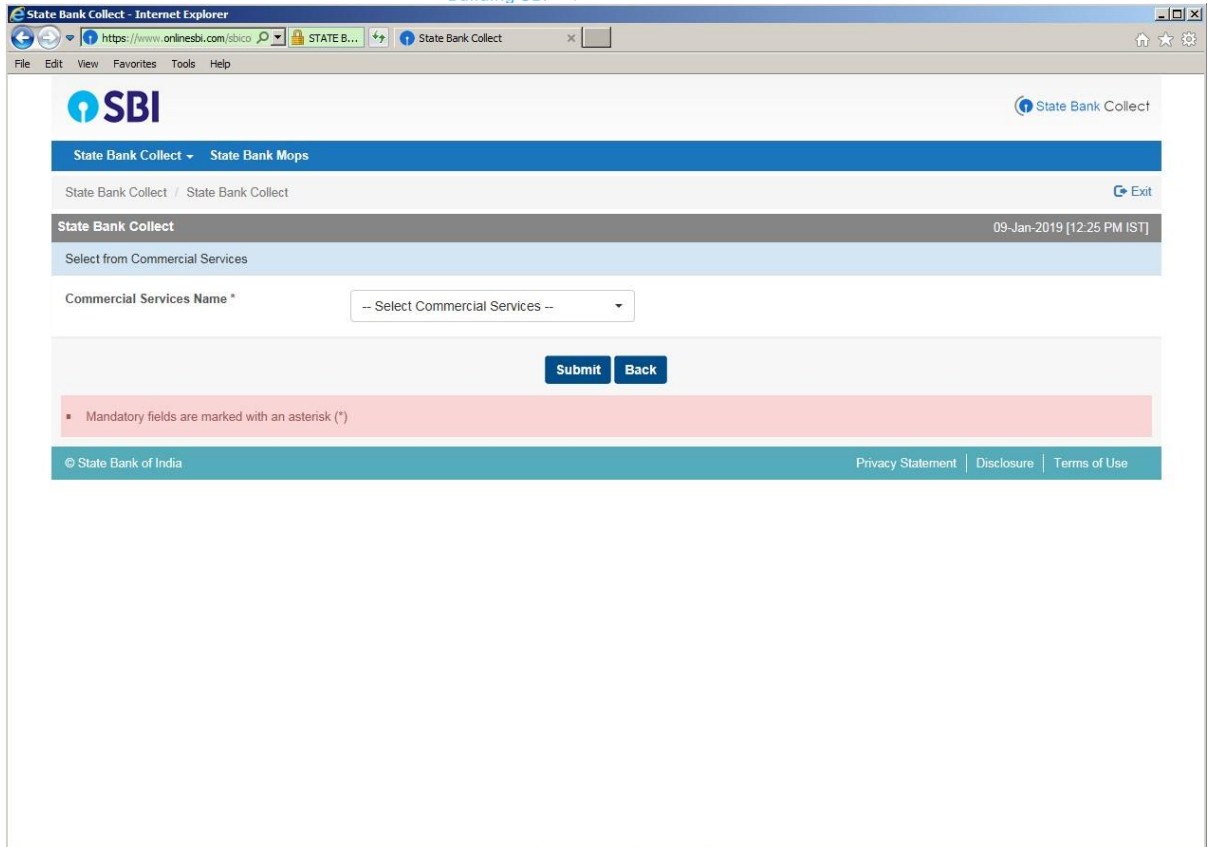 State Bank Collect - Internet Explorer
https://www.onlinesbi.com/sbico STATE B... State Bank Collect
File Edit View Favorites Tools Help
SBI
State Bank Collect
State Bank Collect State Bank Mops
State Bank Collect / State Bank Collect Exit
State Bank Collect 09-Jan-2019 [12:25 PM IST]
Select from Commercial Services
Commercial Services Name *
-- Select Commercial Services --
Submit Back
Mandatory fields are marked with an asterisk (*)
© State Bank of India Privacy Statement | Disclosure | Terms of Use